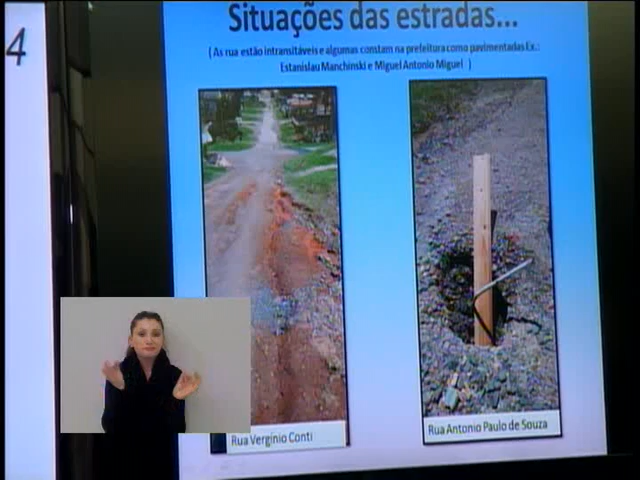 4
Situações das estradas...
( As rua estão intransitáveis e algumas constam na prefeitura como pavimentadas Ex.:
Estanislau Manchinski e Miguel Antonio Miguel )
Rua Verginio Conti
Rua Antonio Paulo de Souza